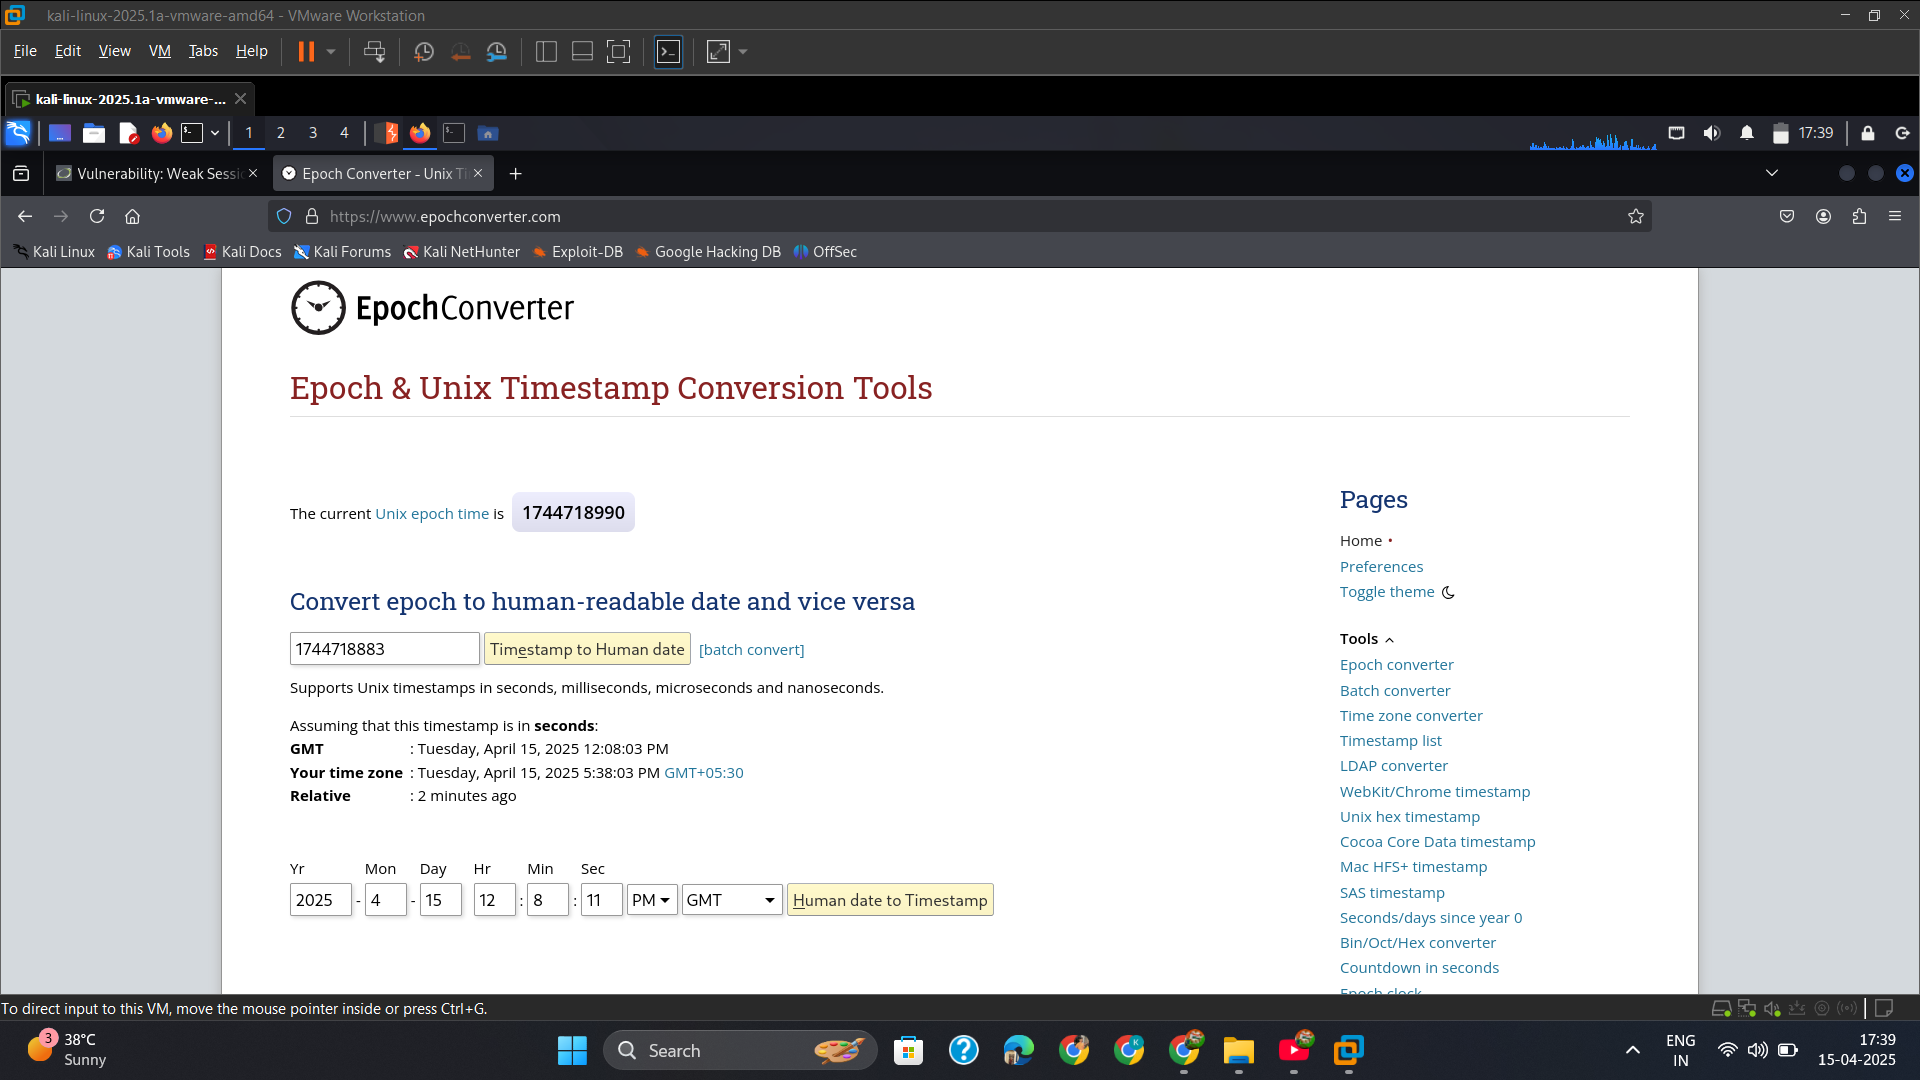 kali-linux-2025.1a-vmware-amd64 - VMware Workstation
File Edit View VM Tabs Help
kali-linux-2025.1a-vmware-...
1 2 3 4 17:39
Vulnerability: Weak Sessi
Epoch Converter - Unix Ti
https://www.epochconverter.com
Kali Linux Kali Tools Kali Docs Kali Forums Kali NetHunter Exploit-DB Google Hacking DB OffSec
EpochConverter
Epoch & Unix Timestamp Conversion Tools
The current Unix epoch time is 1744718990
Convert epoch to human-readable date and vice versa
1744718883 Timestamp to Human date [batch convert]
Supports Unix timestamps in seconds, milliseconds, microseconds and nanoseconds.
Assuming that this timestamp is in seconds:
GMT : Tuesday, April 15, 2025 12:08:03 PM
Your time zone : Tuesday, April 15, 2025 5:38:03 PM GMT+05:30
Relative : 2 minutes ago
Yr Mon Day Hr Min Sec
2025 - 4 - 15 12 : 8 : 11 PM GMT Human date to Timestamp
Pages
Home •
Preferences
Toggle theme
Tools
Epoch converter
Batch converter
Time zone converter
Timestamp list
LDAP converter
WebKit/Chrome timestamp
Unix hex timestamp
Cocoa Core Data timestamp
Mac HFS+ timestamp
SAS timestamp
Seconds/days since year 0
Bin/Oct/Hex converter
Countdown in seconds
Epoch clock
To direct input to this VM, move the mouse pointer inside or press Ctrl+G.
3 38°C
Sunny
Search
ENG
IN
17:39
15-04-2025